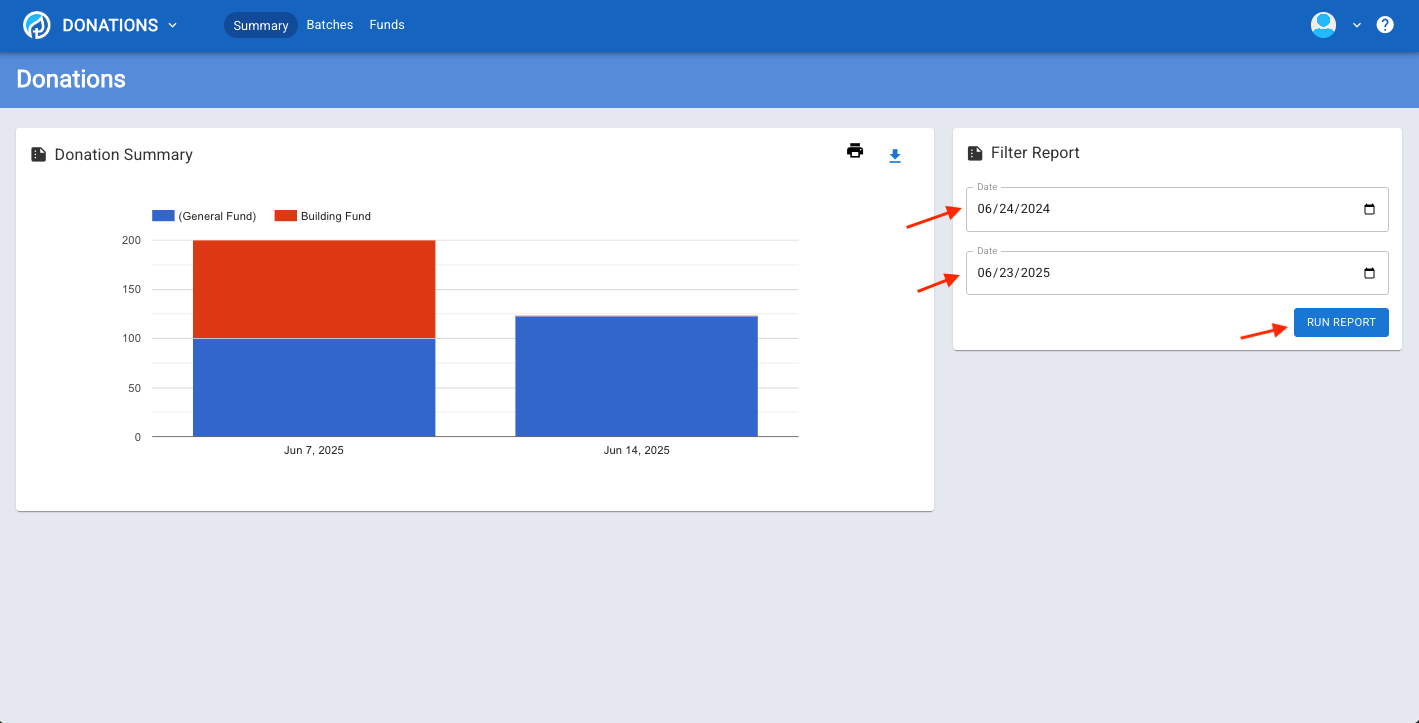 DONATIONS
Summary
Batches
Funds
?
Donations
Donation Summary
(General Fund)
Building Fund
200
150
100
50
0
Jun 7, 2025
Jun 14, 2025
Filter Report
Date
06/24/2024
Date
06/23/2025
RUN REPORT